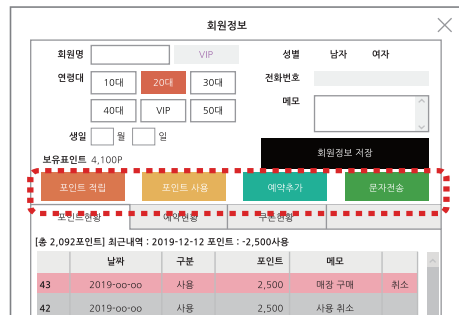 회원정보
회원명 VIP 성별 남자 여자
연령대 10대 20대 30대 전화번호
40대 VIP 50대 메모
생일 월 일
보유포인트 4,100P 회원정보 저장
포인트 적립 포인트 사용 예약추가 문자전송
포인트현황 예약현황 쿠폰현황
[총 2,092포인트] 최근내역 : 2019-12-12 포인트 : -2,500사용
날짜 구분 포인트 메모
43 2019-oo-oo 사용 2,500 매장 구매 취소
42 2019-oo-oo 사용 2,500 사용 취소